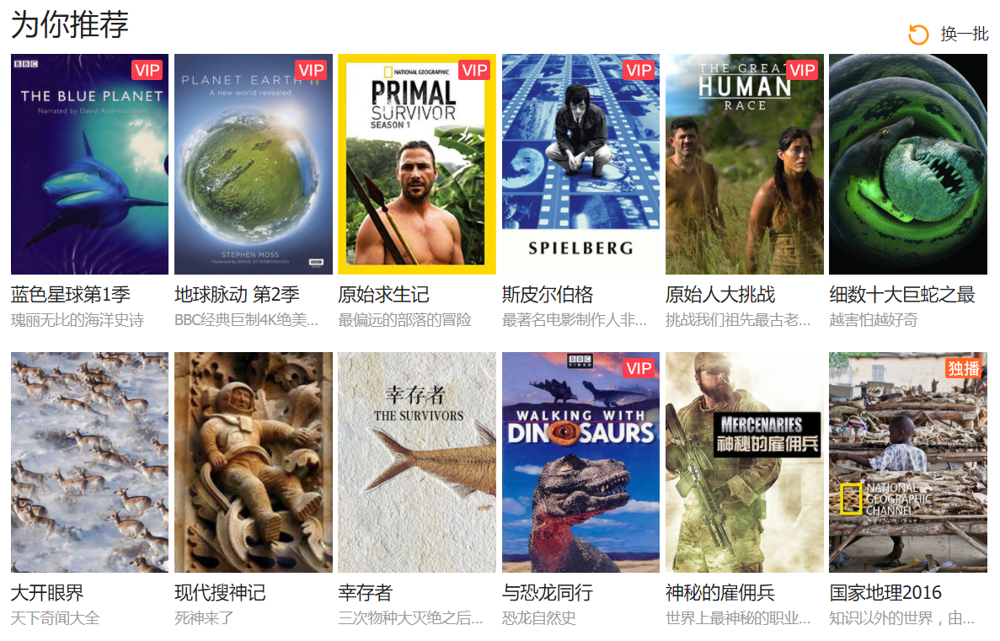 为你推荐
换一批
BBC
THE BLUE PLANET
Narrated by David Attenborough
VIP
PLANET EARTH II
A new world revealed
STEPHEN MOSS
Foreword by DAVID ATTENBOROUGH
BBC
VIP
NATIONAL GEOGRAPHIC
PRIMAL
SURVIVOR
SEASON 1
VIP
SPIELBERG
VIP
THE GREAT
HUMAN
RACE
VIP
蓝色星球第1季
地球脉动 第2季
原始求生记
斯皮尔伯格
原始人大挑战
细数十大巨蛇之最
瑰丽无比的海洋史诗
BBC经典巨制4K绝美...
最偏远的部落的冒险
最著名电影制作人非...
挑战我们祖先最古老...
越害怕越好奇
幸存者
THE SURVIVORS
BBC
VIDEO
VIP
WALKING WITH
DINOSAURS
MERCENARIES
神秘的雇佣兵
独播
NATIONAL
GEOGRAPHIC
CHANNEL
大开眼界
现代搜神记
幸存者
与恐龙同行
神秘的雇佣兵
国家地理2016
天下奇闻大全
死神来了
三次物种大灭绝之后...
恐龙自然史
世界上最神秘的职业...
知识以外的世界，由...